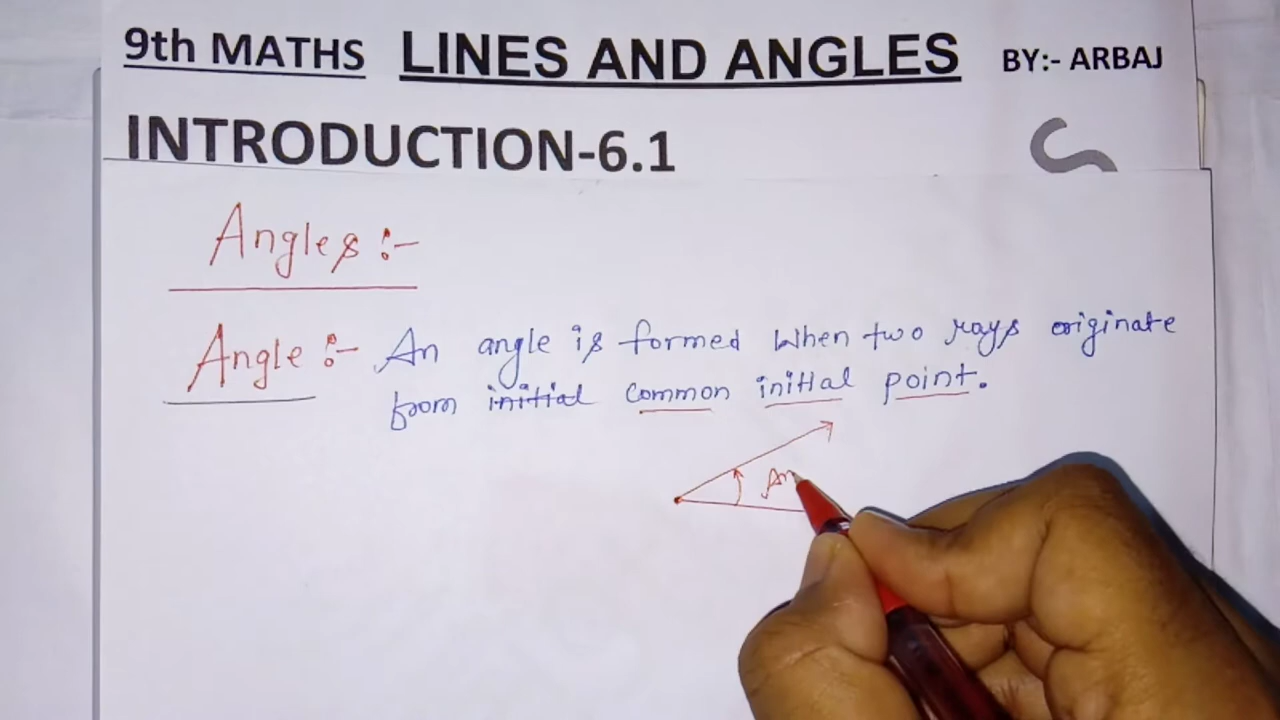 9th MATHS LINES AND ANGLES BY:- ARBAJ
INTRODUCTION-6.1
Angles :-
Angle :- An angle is formed when two rays originate
from initial common initial point.
An